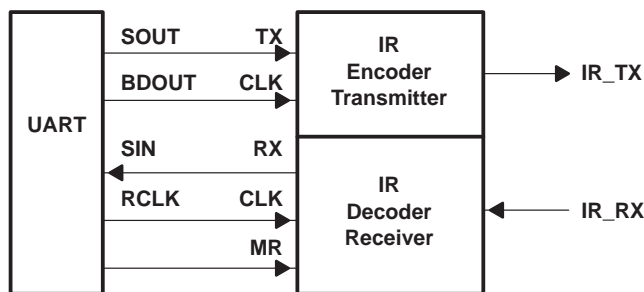 SOUT TX
BDOUT CLK
IR
Encoder
Transmitter
IR_TX
UART
SIN RX
RCLK CLK
MR
IR
Decoder
Receiver
IR_RX